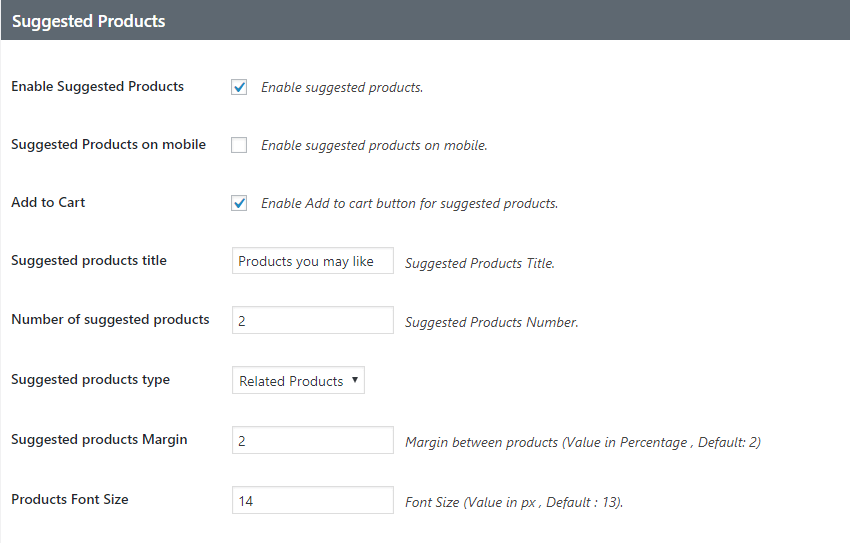 Suggested Products
Enable Suggested Products Enable suggested products.
Suggested Products on mobile Enable suggested products on mobile.
Add to Cart Enable Add to cart button for suggested products.
Suggested products title Products you may like Suggested Products Title.
Number of suggested products 2 Suggested Products Number.
Suggested products type Related Products
Suggested products Margin 2 Margin between products (Value in Percentage , Default: 2)
Products Font Size 14 Font Size (Value in px , Default : 13).